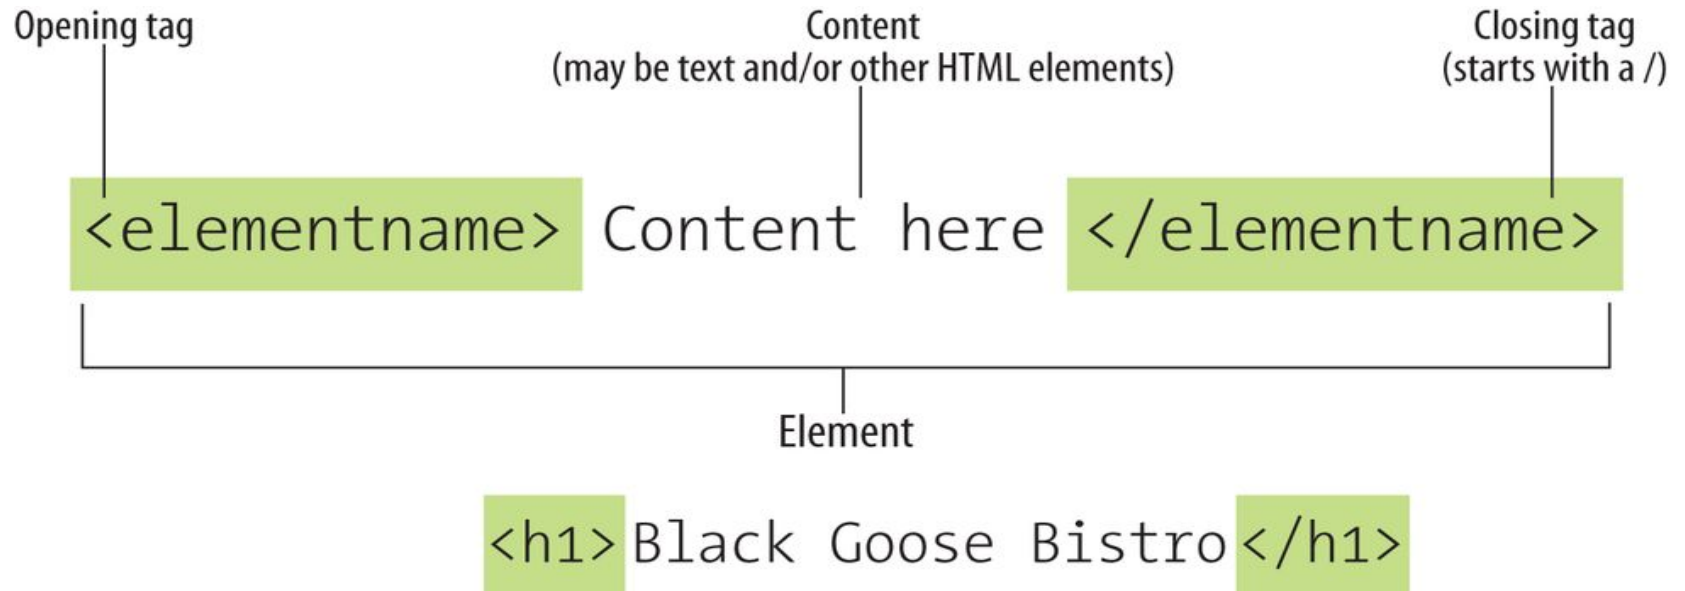 Opening tag
Content
(may be text and/or other HTML elements)
Closing tag
(starts with a /)
<elementname> Content here </elementname>
Element
<h1>Black Goose Bistro</h1>